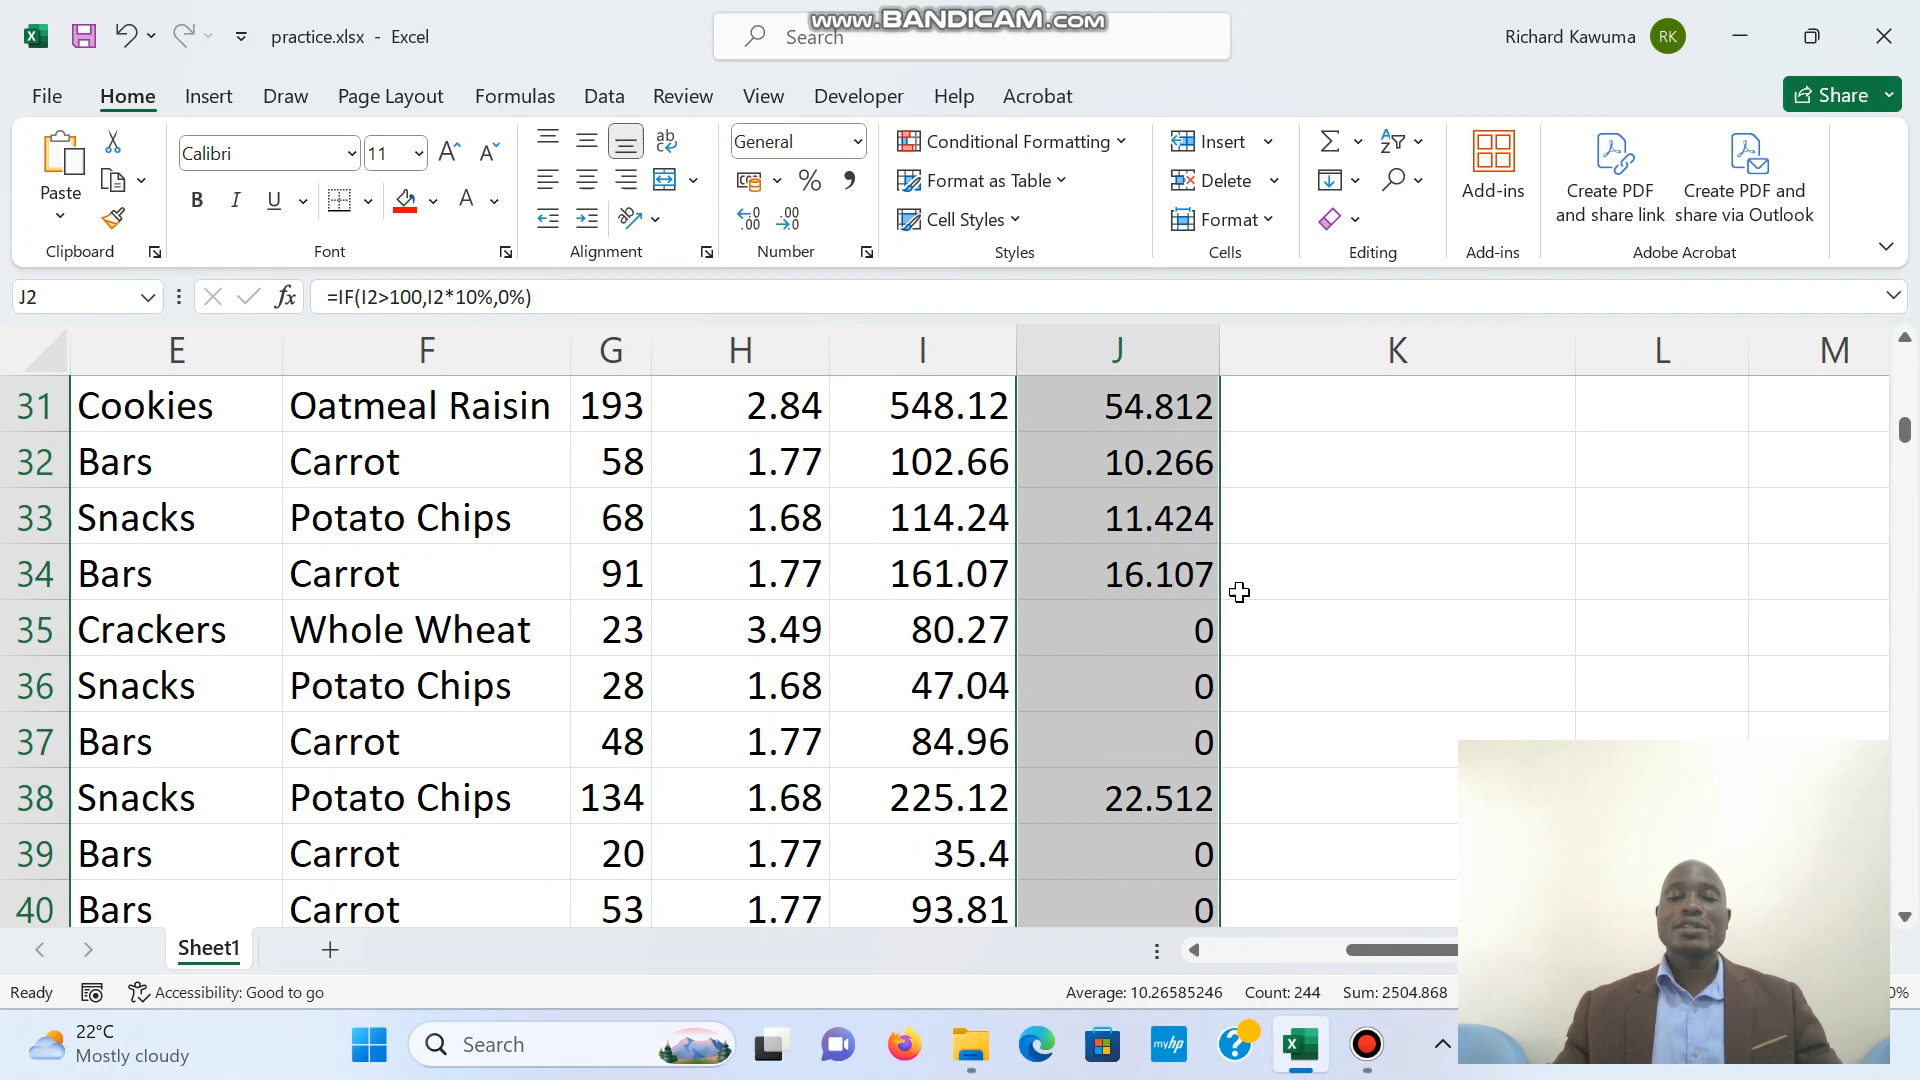 practice.xlsx - Excel
www.BANDICAM.com
Search
Richard Kawuma
RK
File Home Insert Draw Page Layout Formulas Data Review View Developer Help Acrobat
Share
Paste
Clipboard
Calibri 11
B I U A
Font
Alignment
General
Number
Conditional Formatting
Format as Table
Cell Styles
Styles
Insert
Delete
Format
Cells
Editing
Add-ins
Add-ins
Create PDF and share link
Create PDF and share via Outlook
Adobe Acrobat
J2
fx
=IF(I2>100,I2*10%,0%)
E F G H I J K L M
31 Cookies Oatmeal Raisin 193 2.84 548.12 54.812
32 Bars Carrot 58 1.77 102.66 10.266
33 Snacks Potato Chips 68 1.68 114.24 11.424
34 Bars Carrot 91 1.77 161.07 16.107
35 Crackers Whole Wheat 23 3.49 80.27 0
36 Snacks Potato Chips 28 1.68 47.04 0
37 Bars Carrot 48 1.77 84.96 0
38 Snacks Potato Chips 134 1.68 225.12 22.512
39 Bars Carrot 20 1.77 35.4 0
40 Bars Carrot 53 1.77 93.81 0
Sheet1
Ready
Accessibility: Good to go
Average: 10.26585246 Count: 244 Sum: 2504.868
0%
22°C
Mostly cloudy
Search
myhp